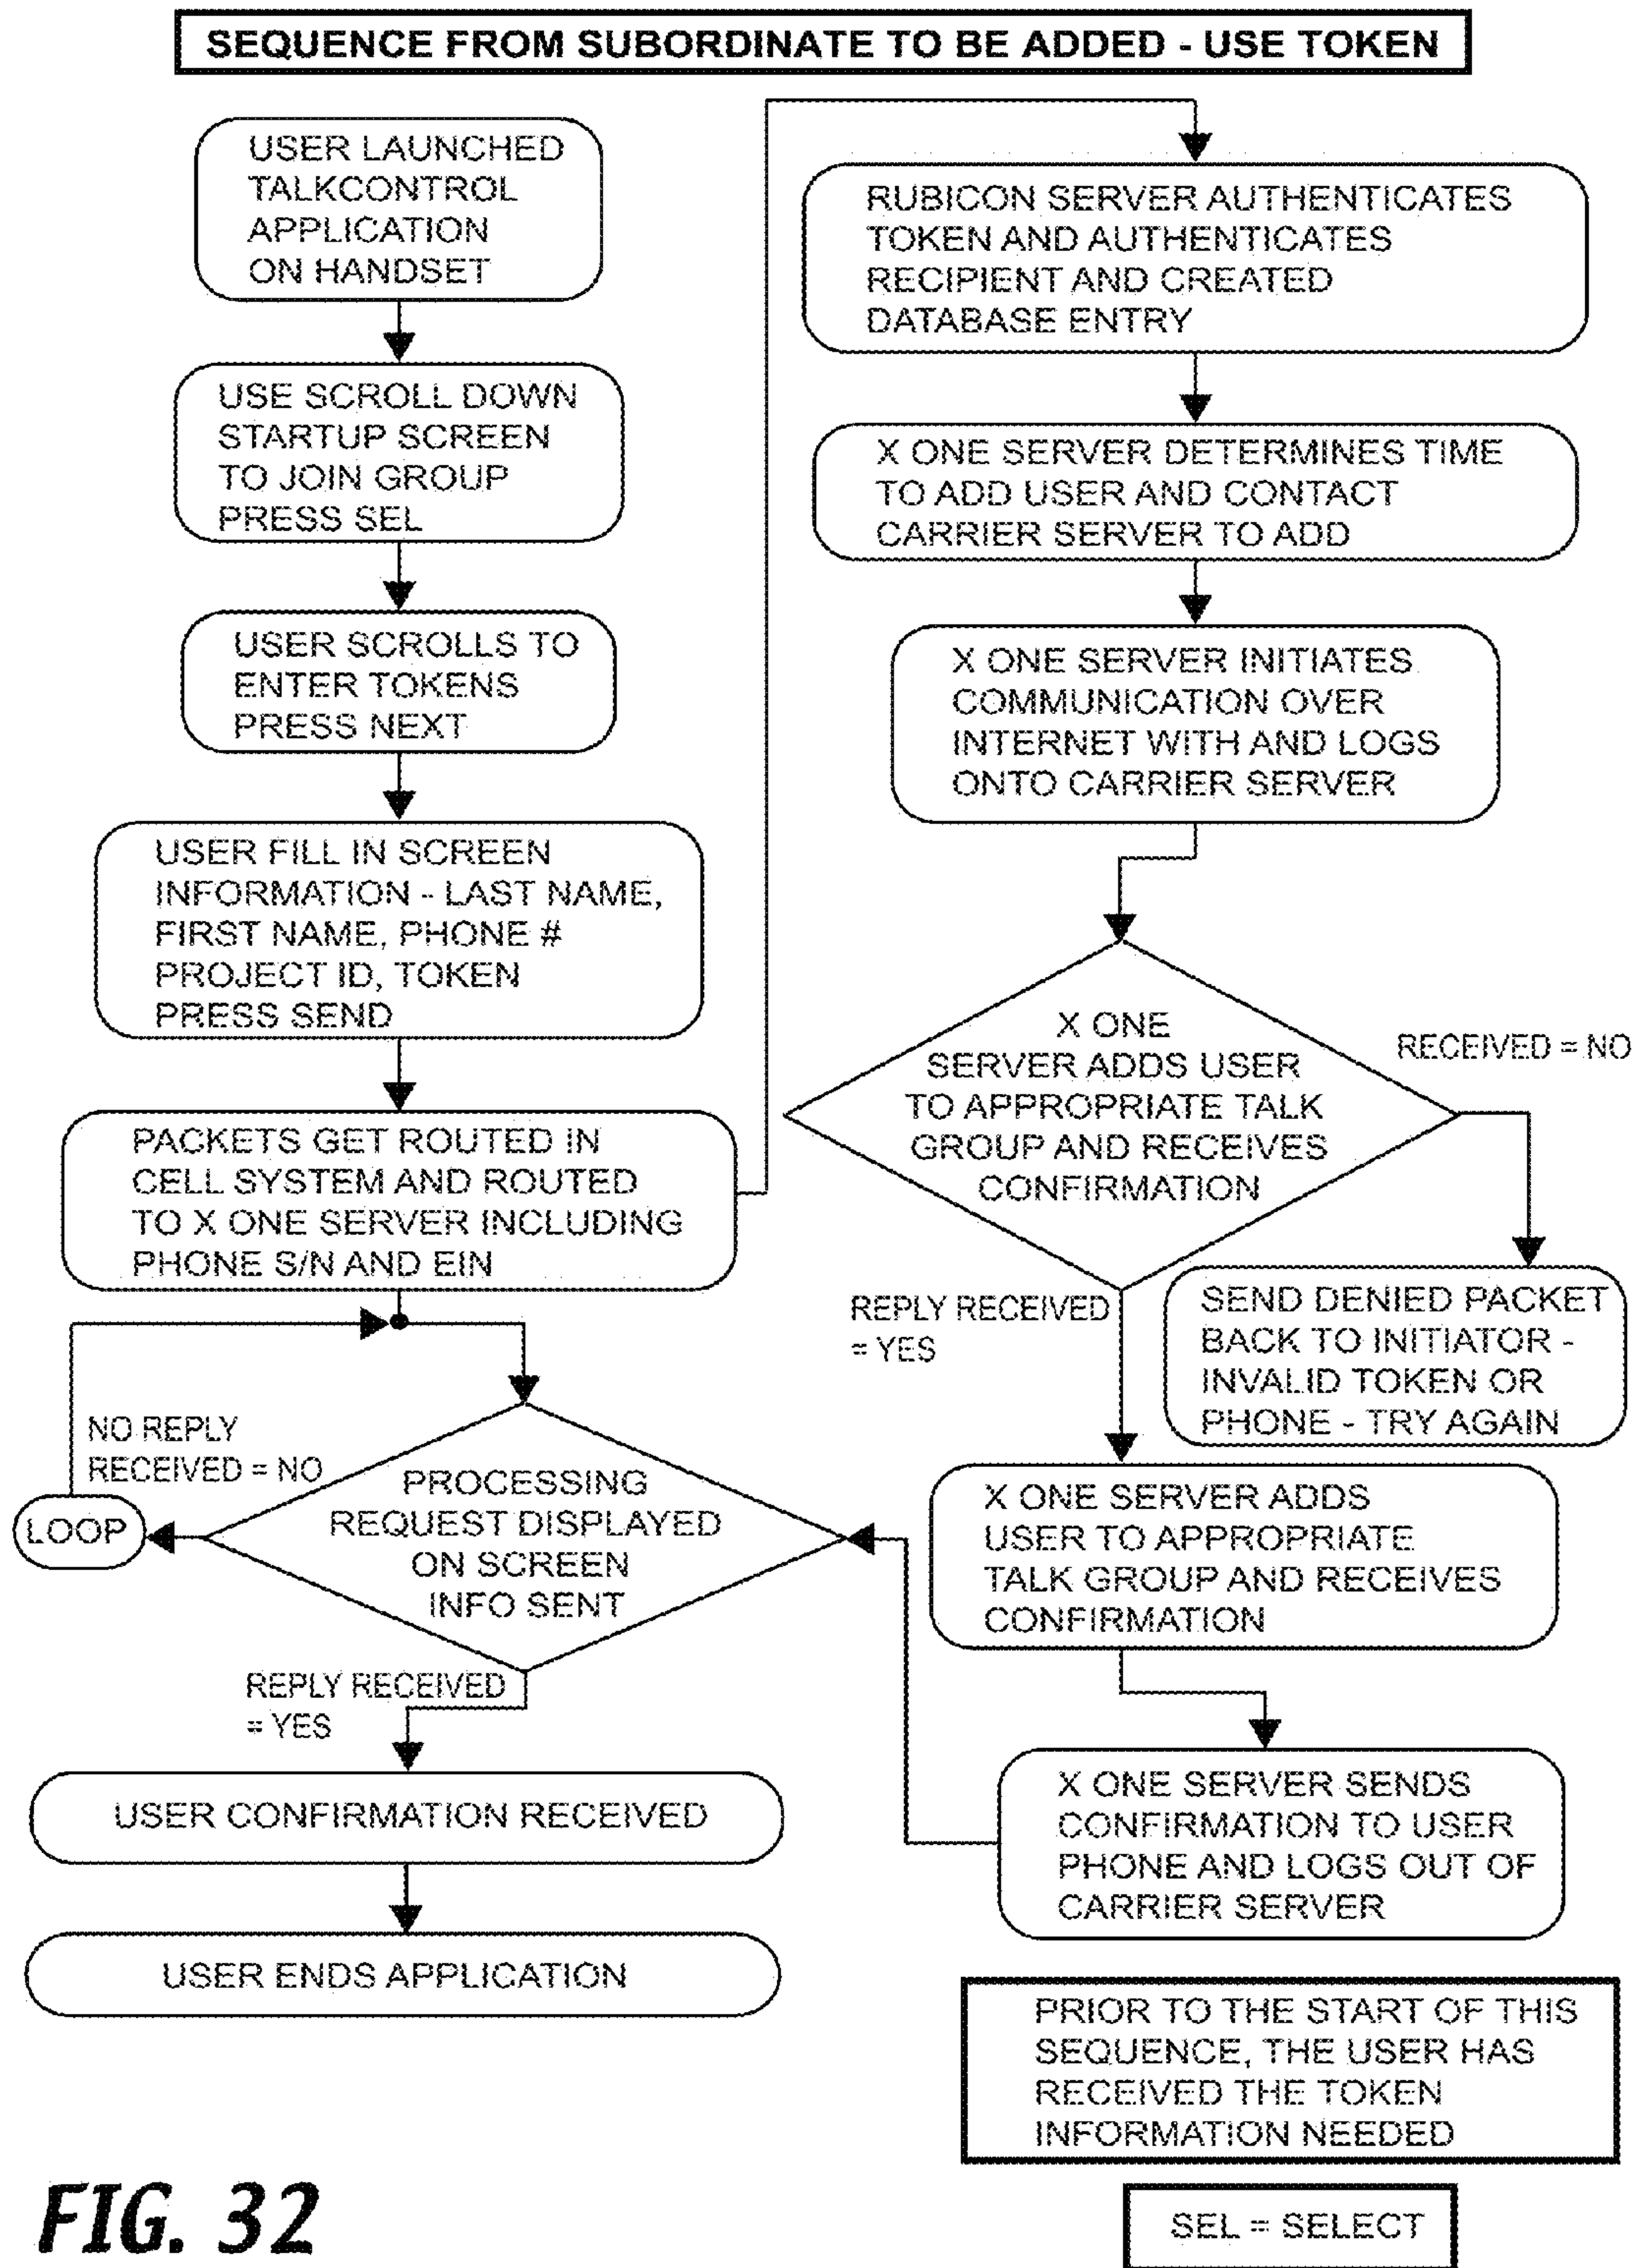 SEQUENCE FROM SUBORDINATE TO BE ADDED - USE TOKEN
USER LAUNCHED
TALKCONTROL
APPLICATION
ON HANDSET
USE SCROLL DOWN
STARTUP SCREEN
TO JOIN GROUP
PRESS SEL
USER SCROLLS TO
ENTER TOKENS
PRESS NEXT
USER FILL IN SCREEN
INFORMATION - LAST NAME,
FIRST NAME, PHONE #
PROJECT ID, TOKEN
PRESS SEND
PACKETS GET ROUTED IN
CELL SYSTEM AND ROUTED
TO X ONE SERVER INCLUDING
PHONE S/N AND EIN
NO REPLY
RECEIVED = NO
LOOP
PROCESSING
REQUEST DISPLAYED
ON SCREEN
INFO SENT
REPLY RECEIVED
= YES
USER CONFIRMATION RECEIVED
USER ENDS APPLICATION
RUBICON SERVER AUTHENTICATES
TOKEN AND AUTHENTICATES
RECIPIENT AND CREATED
DATABASE ENTRY
X ONE SERVER DETERMINES TIME
TO ADD USER AND CONTACT
CARRIER SERVER TO ADD
X ONE SERVER INITIATES
COMMUNICATION OVER
INTERNET WITH AND LOGS
ONTO CARRIER SERVER
X ONE
SERVER ADDS USER
TO APPROPRIATE TALK
GROUP AND RECEIVES
CONFIRMATION
RECEIVED = NO
REPLY RECEIVED
= YES
SEND DENIED PACKET
BACK TO INITIATOR -
INVALID TOKEN OR
PHONE - TRY AGAIN
X ONE SERVER ADDS
USER TO APPROPRIATE
TALK GROUP AND RECEIVES
CONFIRMATION
X ONE SERVER SENDS
CONFIRMATION TO USER
PHONE AND LOGS OUT OF
CARRIER SERVER
PRIOR TO THE START OF THIS
SEQUENCE, THE USER HAS
RECEIVED THE TOKEN
INFORMATION NEEDED
SEL = SELECT
FIG. 32